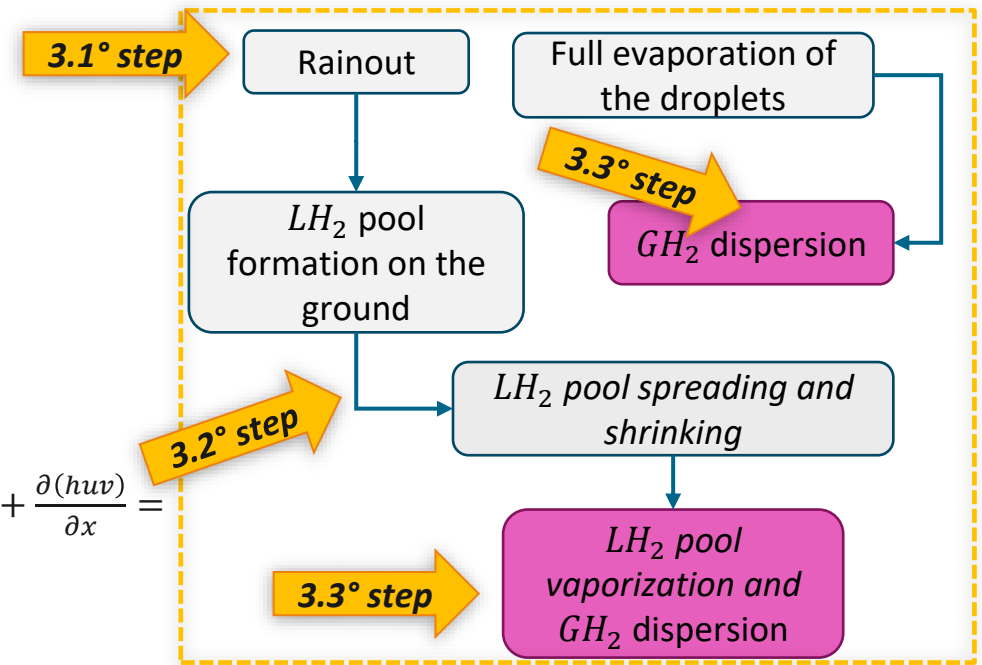 3.1° step
Rainout
Full evaporation of
the droplets
3.3° step
GH₂ dispersion
LH₂ pool
formation on the
ground
3.2° step
LH₂ pool spreading and
shrinking
+ ∂(huv)/∂x =
3.3° step
LH₂ pool
vaporization and
GH₂ dispersion